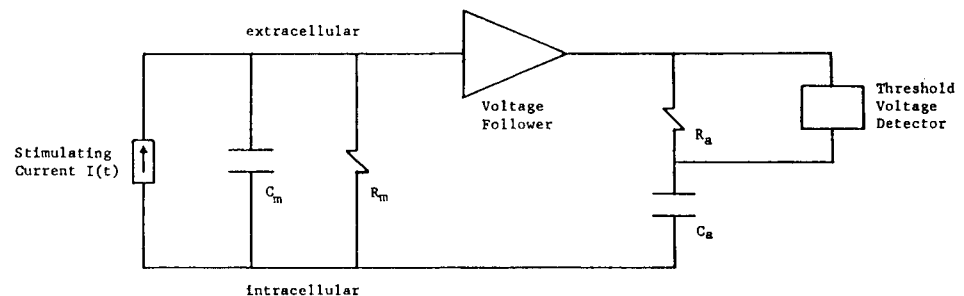 extracellular
Voltage
Follower
Threshold
Voltage
Detector
Stimulating
Current I(t)
Cm
Rm
Ra
Ca
intracellular